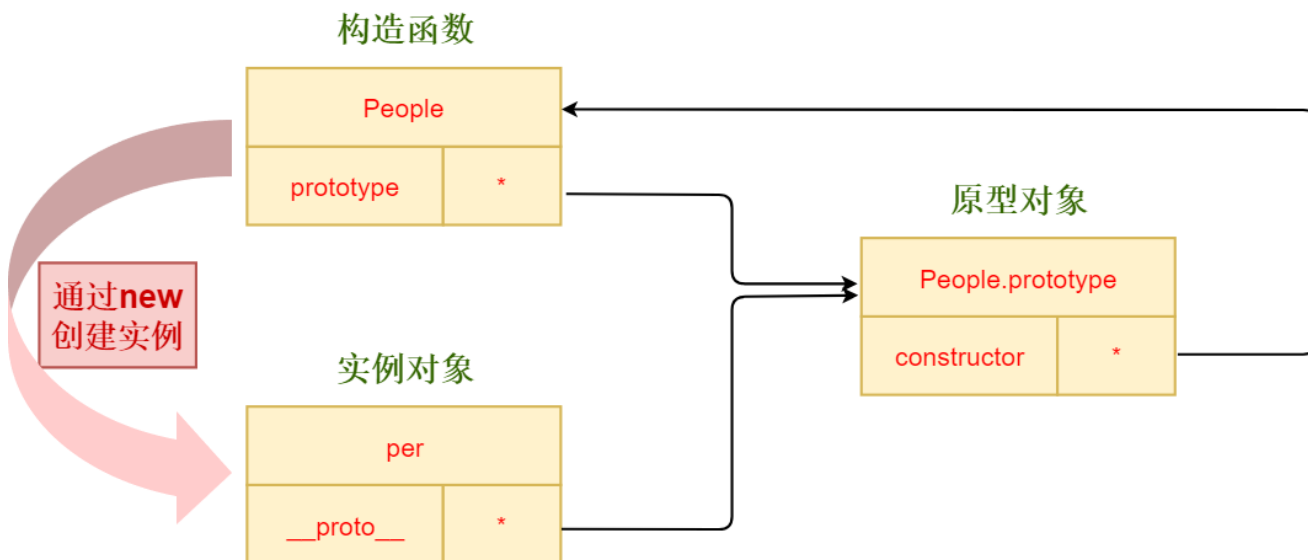 构造函数
People
prototype
*
原型对象
People.prototype
constructor
*
通过new
创建实例
实例对象
per
__proto__
*